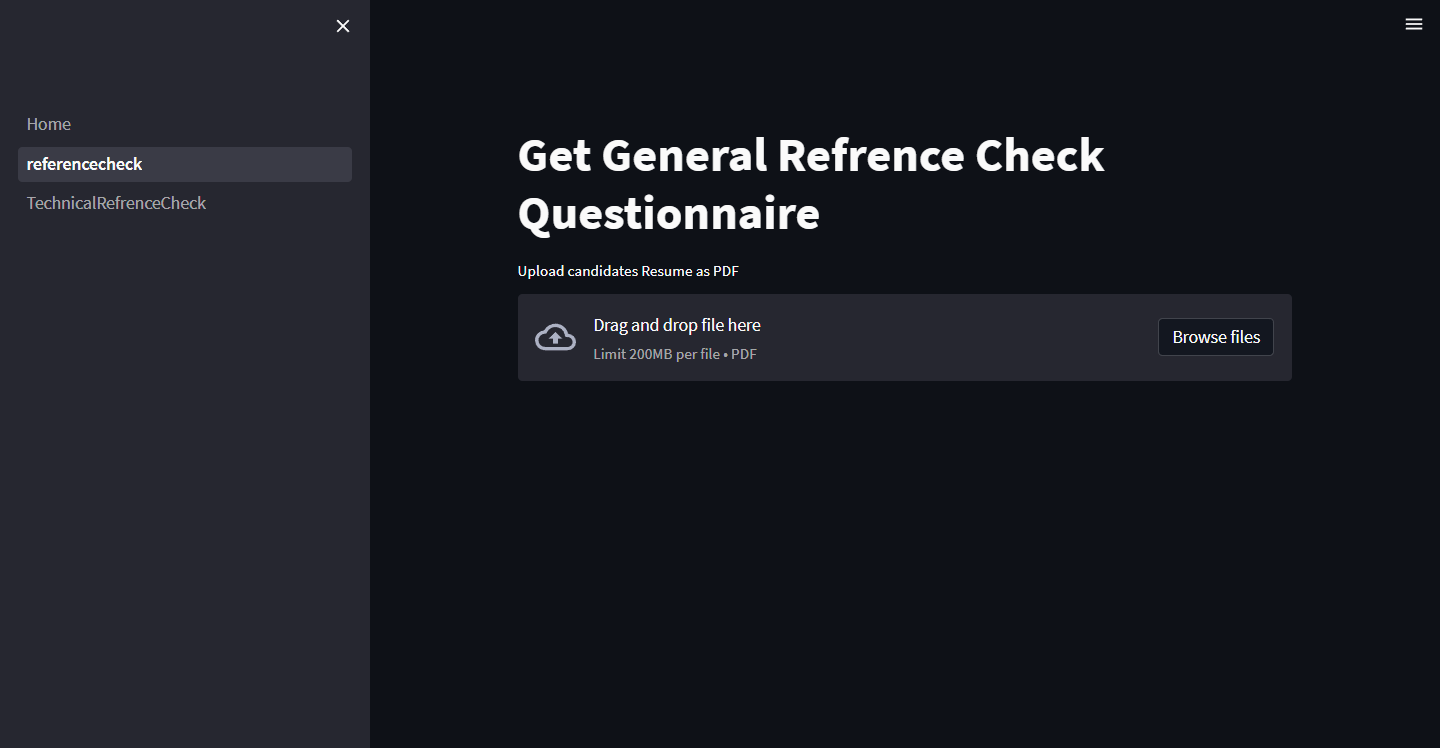 Home
referencecheck
TechnicalRefrenceCheck
Get General Refrence Check
Questionnaire
Upload candidates Resume as PDF
Drag and drop file here
Limit 200MB per file • PDF
Browse files